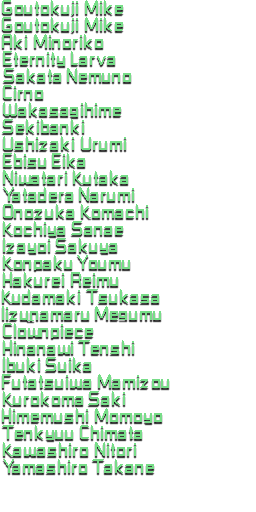 Goutokuji Mike
Goutokuji Mike
Aki Minoriko
Eternity Larva
Sakata Nemuno
Cirno
Wakasagihime
Sekibanki
Ushizaki Urumi
Ebisu Eika
Niwatari Kutaka
Yatadera Narumi
Onozuka Komachi
Kochiya Sanae
Izayoi Sakuya
Konpaku Youmu
Hakurei Reimu
Kudamaki Tsukasa
Iizunamaru Megumu
Clownpiece
Hinanawi Tenshi
Ibuki Suika
Futatsuiwa Mamizou
Kurokoma Saki
Himemushi Momoyo
Tenkyuu Chimata
Kawashiro Nitori
Yamashiro Takane